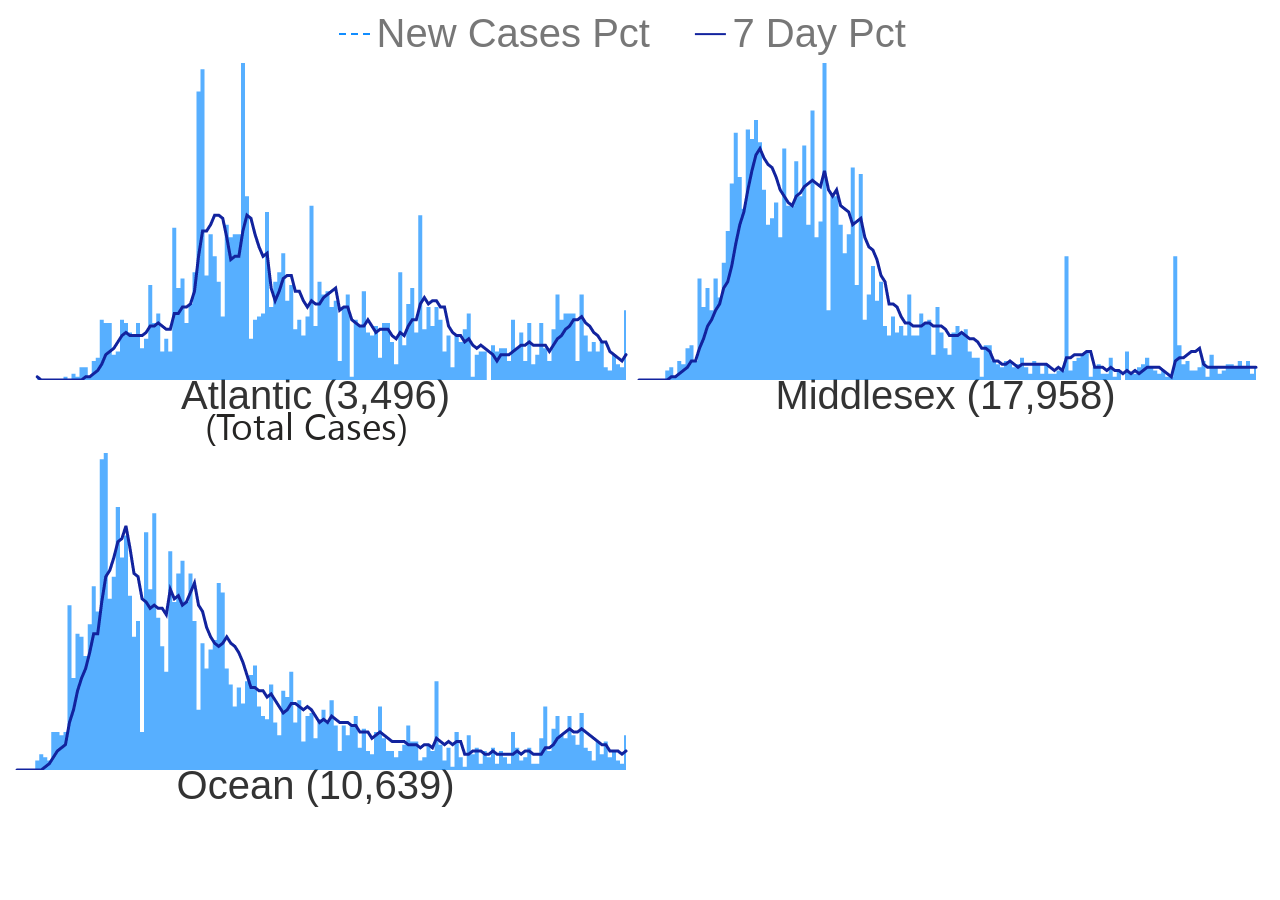 New Cases Pct 7 Day Pct
Atlantic (3,496)
(Total Cases)
Middlesex (17,958)
Ocean (10,639)